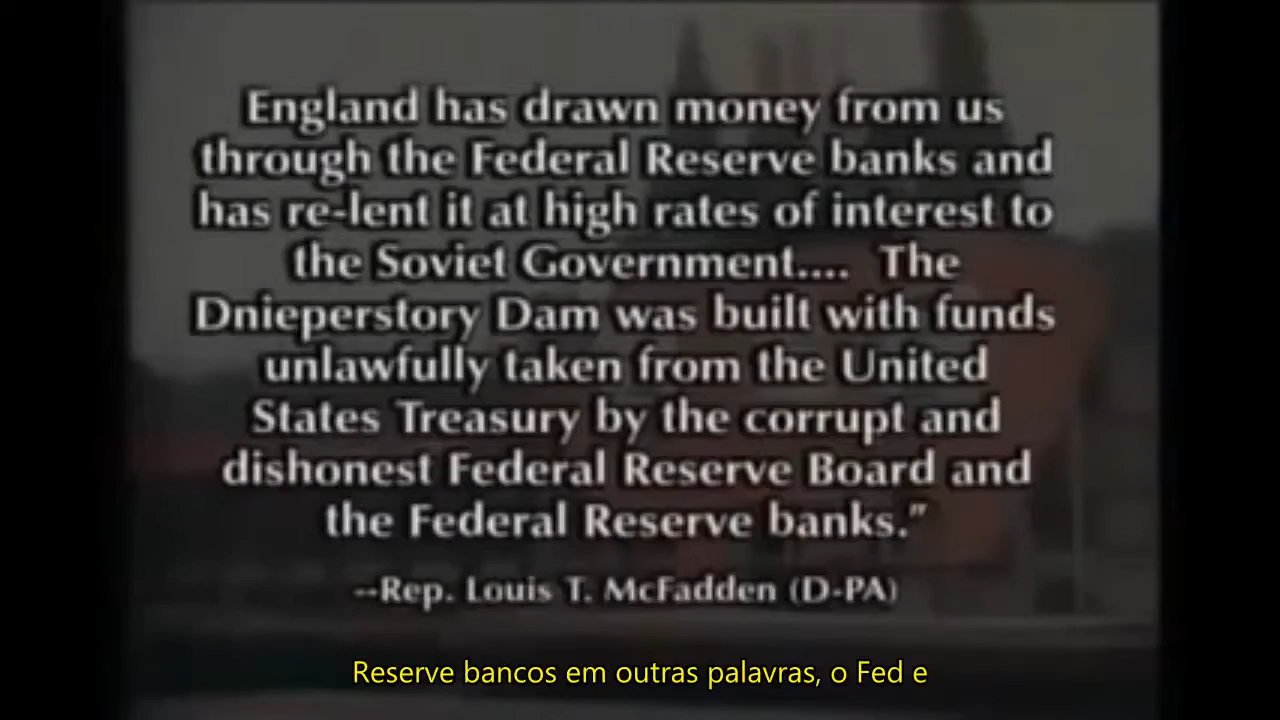 England has drawn money from us
through the Federal Reserve banks and
has re-lent it at high rates of interest to
the Soviet Government.... The
Dnieperstory Dam was built with funds
unlawfully taken from the United
States Treasury by the corrupt and
dishonest Federal Reserve Board and
the Federal Reserve banks.”
--Rep. Louis T. McFadden (D-PA)
Reserve bancos em outras palavras, o Fed e